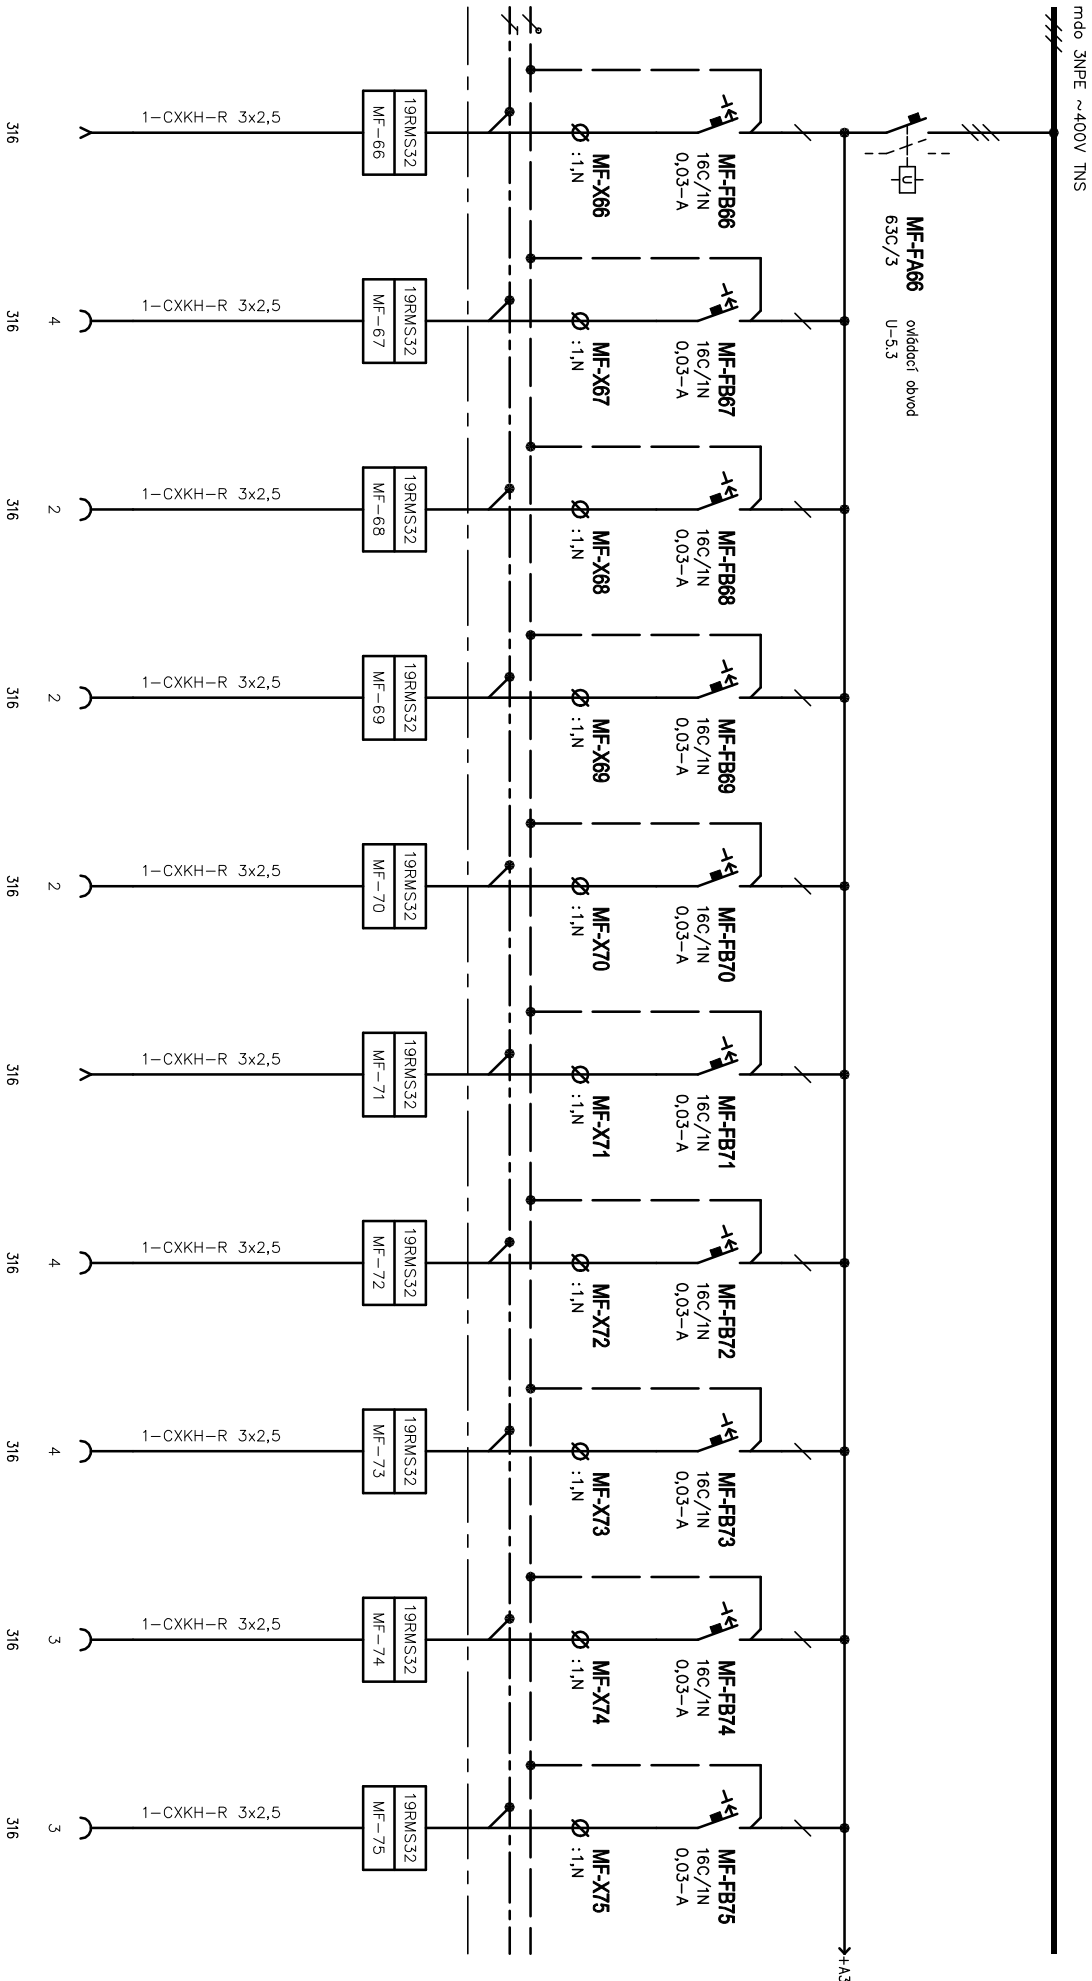 mdo 3NPE ~400V TNS
MF-FA66
63C/3
ovládací obvod
U-5.3
U
+A3
MF-FB66
16C/1N
0,03-A
MF-X66
:1,N
19RMS32
MF-66
1-CXKH-R 3x2,5
316
MF-FB67
16C/1N
0,03-A
MF-X67
:1,N
19RMS32
MF-67
1-CXKH-R 3x2,5
4
316
MF-FB68
16C/1N
0,03-A
MF-X68
:1,N
19RMS32
MF-68
1-CXKH-R 3x2,5
2
316
MF-FB69
16C/1N
0,03-A
MF-X69
:1,N
19RMS32
MF-69
1-CXKH-R 3x2,5
2
316
MF-FB70
16C/1N
0,03-A
MF-X70
:1,N
19RMS32
MF-70
1-CXKH-R 3x2,5
2
316
MF-FB71
16C/1N
0,03-A
MF-X71
:1,N
19RMS32
MF-71
1-CXKH-R 3x2,5
316
MF-FB72
16C/1N
0,03-A
MF-X72
:1,N
19RMS32
MF-72
1-CXKH-R 3x2,5
4
316
MF-FB73
16C/1N
0,03-A
MF-X73
:1,N
19RMS32
MF-73
1-CXKH-R 3x2,5
4
316
MF-FB74
16C/1N
0,03-A
MF-X74
:1,N
19RMS32
MF-74
1-CXKH-R 3x2,5
3
316
MF-FB75
16C/1N
0,03-A
MF-X75
:1,N
19RMS32
MF-75
1-CXKH-R 3x2,5
3
316